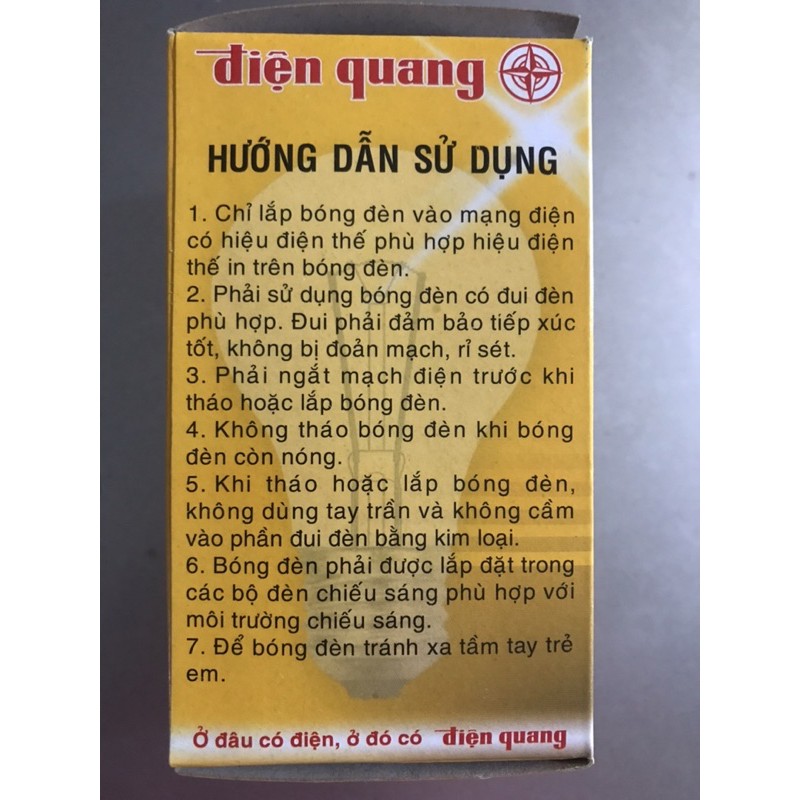 điện quang
HƯỚNG DẪN SỬ DỤNG
1. Chỉ lắp bóng đèn vào mạng điện
có hiệu điện thế phù hợp hiệu điện
thế in trên bóng đèn.
2. Phải sử dụng bóng đèn có đui đèn
phù hợp. Đui phải đảm bảo tiếp xúc
tốt, không bị đoản mạch, rỉ sét.
3. Phải ngắt mạch điện trước khi
tháo hoặc lắp bóng đèn.
4. Không tháo bóng đèn khi bóng
đèn còn nóng.
5. Khi tháo hoặc lắp bóng đèn,
không dùng tay trần và không cầm
vào phần đui đèn bằng kim loại.
6. Bóng đèn phải được lắp đặt trong
các bộ đèn chiếu sáng phù hợp với
môi trường chiếu sáng.
7. Để bóng đèn tránh xa tầm tay trẻ
em.
Ở đâu có điện, ở đó có điện quang